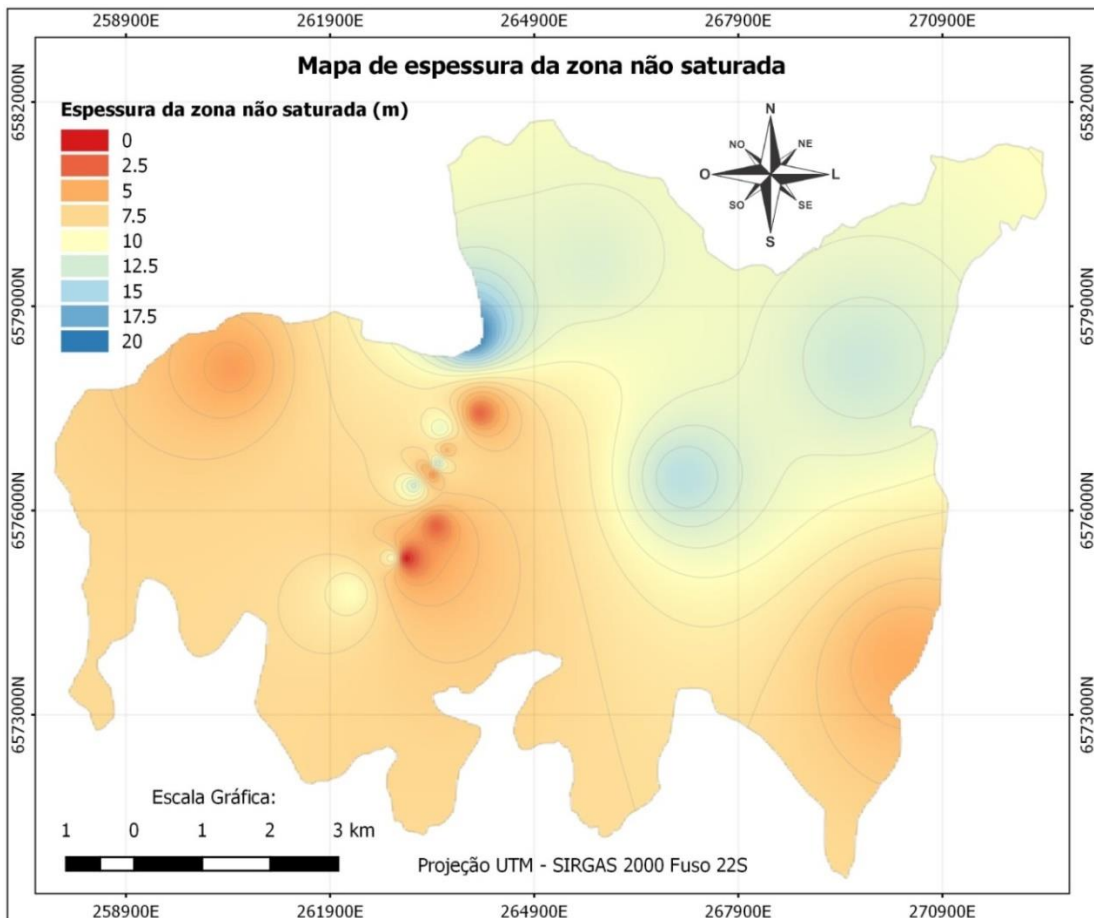 258900E 261900E 264900E 267900E 270900E
Mapa de espessura da zona não saturada
Espessura da zona não saturada (m)
0
2.5
5
7.5
10
12.5
15
17.5
20
N
NO NE
O L
SO SE
S
6582000N 6582000N
6579000N 6579000N
6576000N 6576000N
6573000N 6573000N
Escala Gráfica:
1 0 1 2 3 km
Projeção UTM - SIRGAS 2000 Fuso 22S
258900E 261900E 264900E 267900E 270900E